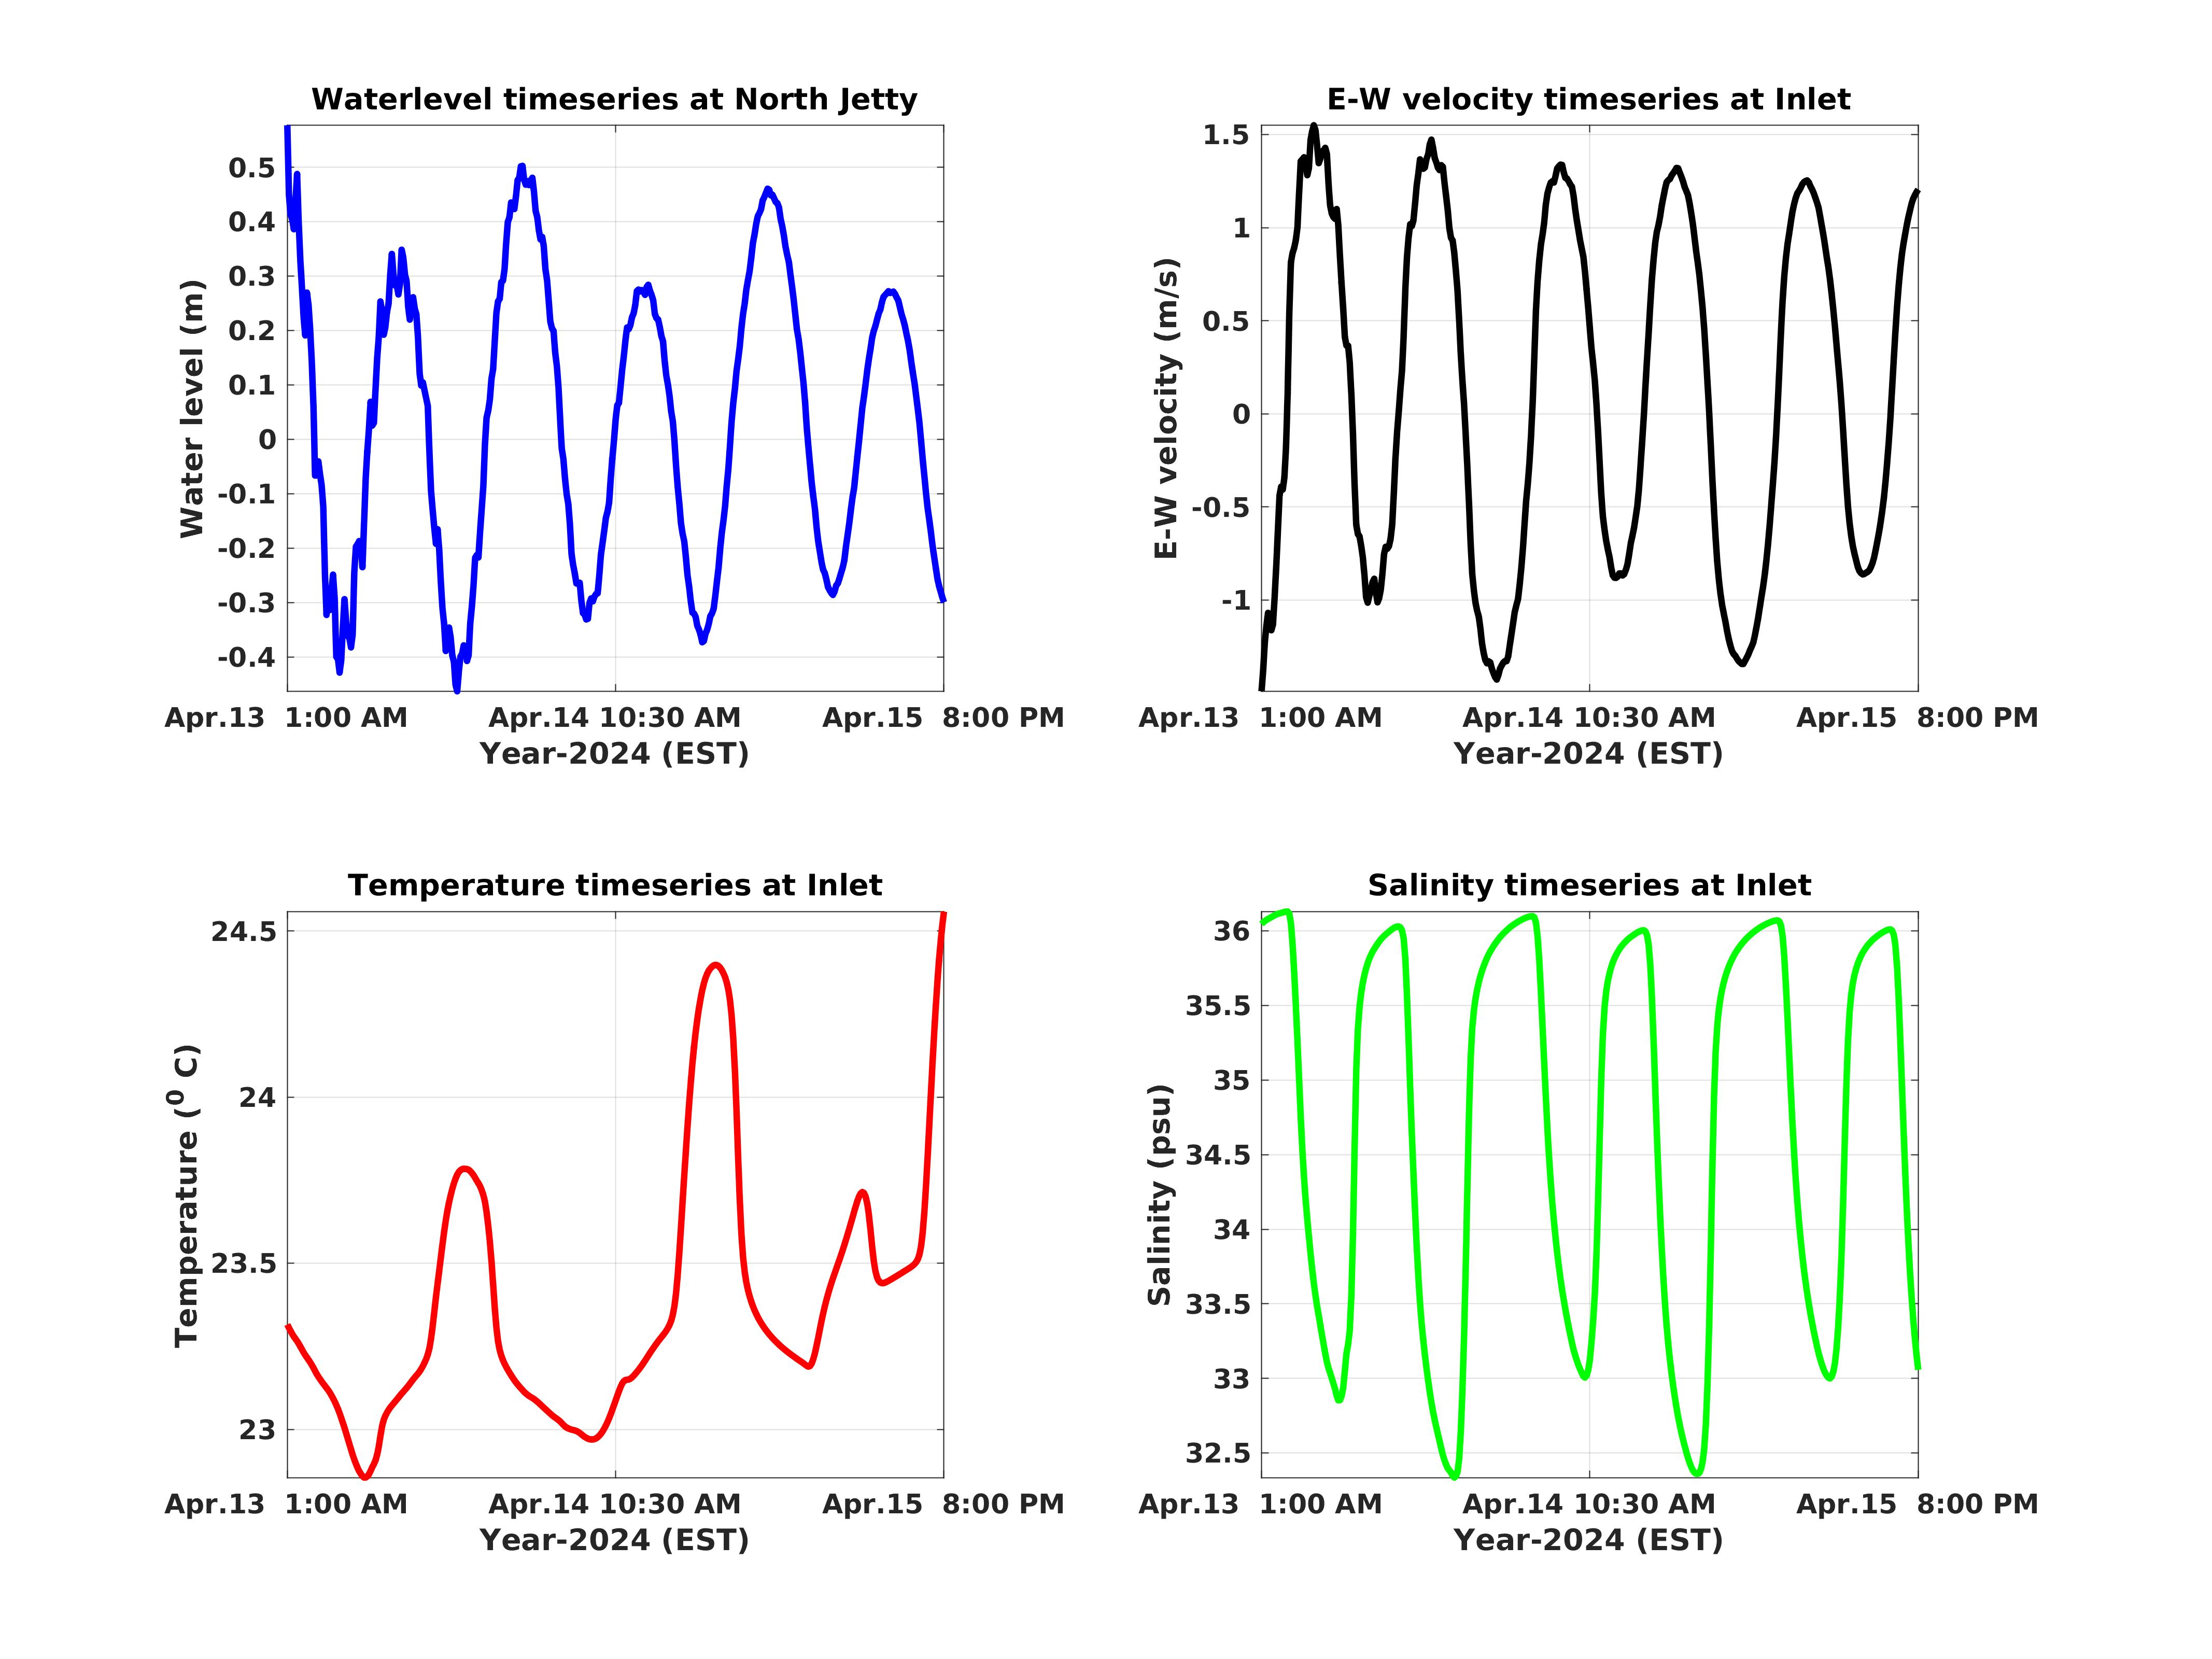 Waterlevel timeseries at North Jetty
0.5
0.4
0.3
0.2
0.1
0
-0.1
-0.2
-0.3
-0.4
Water level (m)
Apr.13 1:00 AM
Apr.14 10:30 AM
Apr.15 8:00 PM
Year-2024 (EST)
E-W velocity timeseries at Inlet
1.5
1
0.5
0
-0.5
-1
E-W velocity (m/s)
Apr.13 1:00 AM
Apr.14 10:30 AM
Apr.15 8:00 PM
Year-2024 (EST)
Temperature timeseries at Inlet
24.5
24
23.5
23
Temperature (⁰ C)
Apr.13 1:00 AM
Apr.14 10:30 AM
Apr.15 8:00 PM
Year-2024 (EST)
Salinity timeseries at Inlet
36
35.5
35
34.5
34
33.5
33
32.5
Salinity (psu)
Apr.13 1:00 AM
Apr.14 10:30 AM
Apr.15 8:00 PM
Year-2024 (EST)